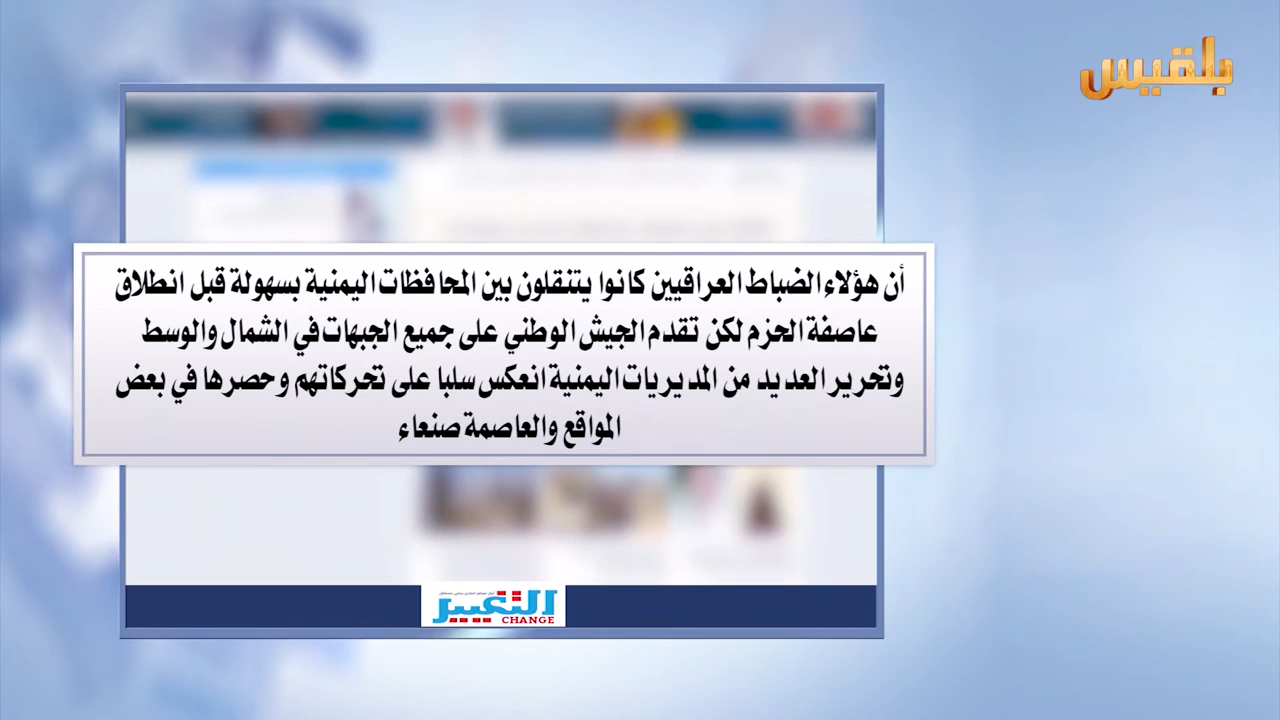 بلقيس
أن هؤلاء الضباط العراقيين كانوا يتنقلون بين المحافظات اليمنية بسهولة قبل انطلاق
عاصفة الحزم لكن تقدم الجيش الوطني على جميع الجبهات في الشمال والوسط
وتحرير العديد من المديريات اليمنية انعكس سلبا على تحركاتهم وحصرها في بعض
المواقع والعاصمة صنعاء
التغيير
CHANGE